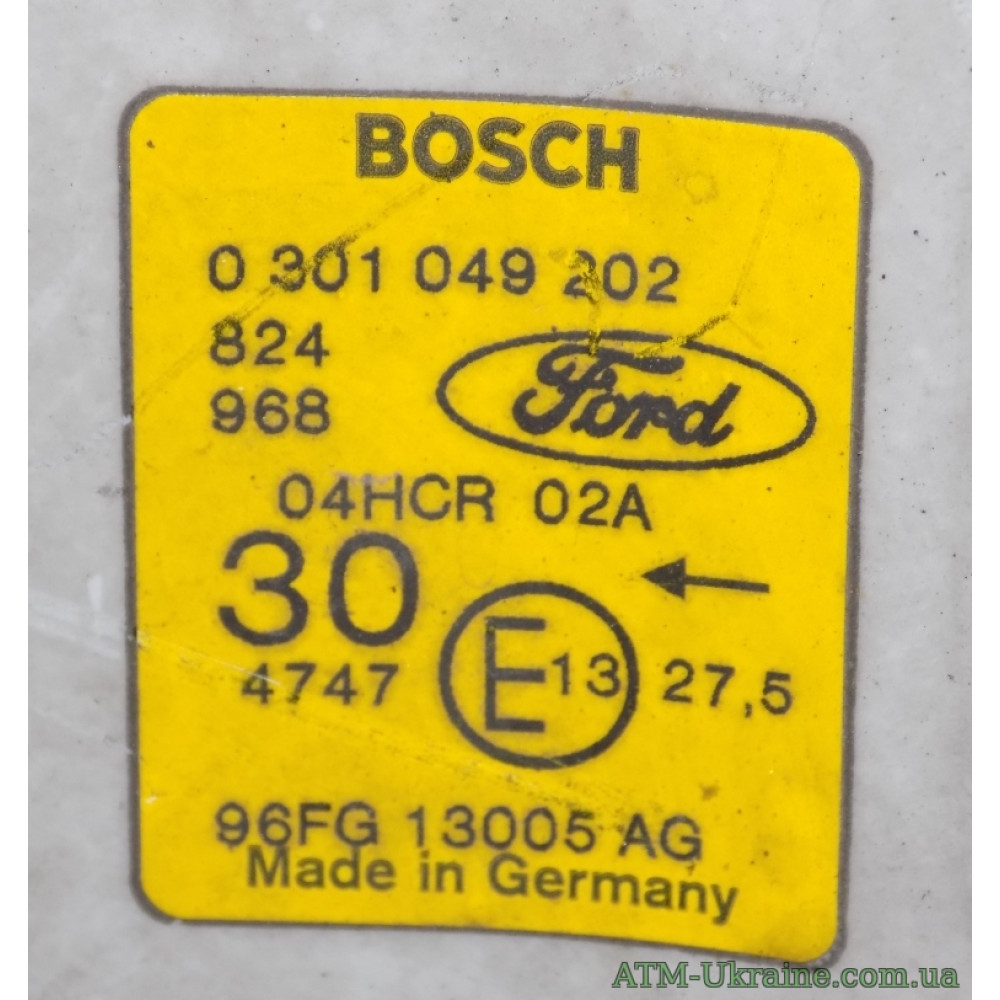 BOSCH
0 301 049 202
824
968
Ford
04HCR 02A
30
4747 E13 27,5
96FG 13005 AG
Made in Germany
ATM-Ukraine.com.ua